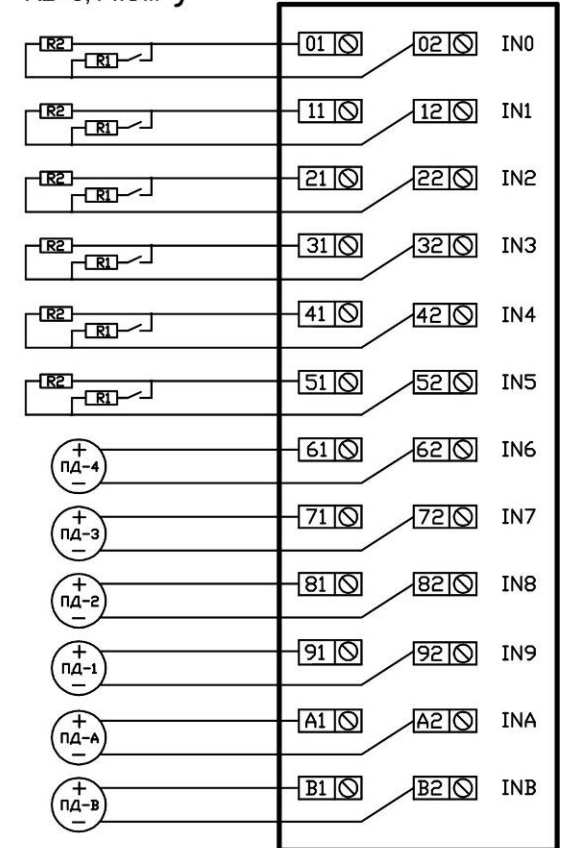 R2 01 02 IN0
R1
R2 11 12 IN1
R1
R2 21 22 IN2
R1
R2 31 32 IN3
R1
R2 41 42 IN4
R1
R2 51 52 IN5
R1
+ 61 62 IN6
ПД-4
−
+ 71 72 IN7
ПД-3
−
+ 81 82 IN8
ПД-2
−
+ 91 92 IN9
ПД-1
−
+ A1 A2 INA
ПД-А
−
+ B1 B2 INB
ПД-В
−